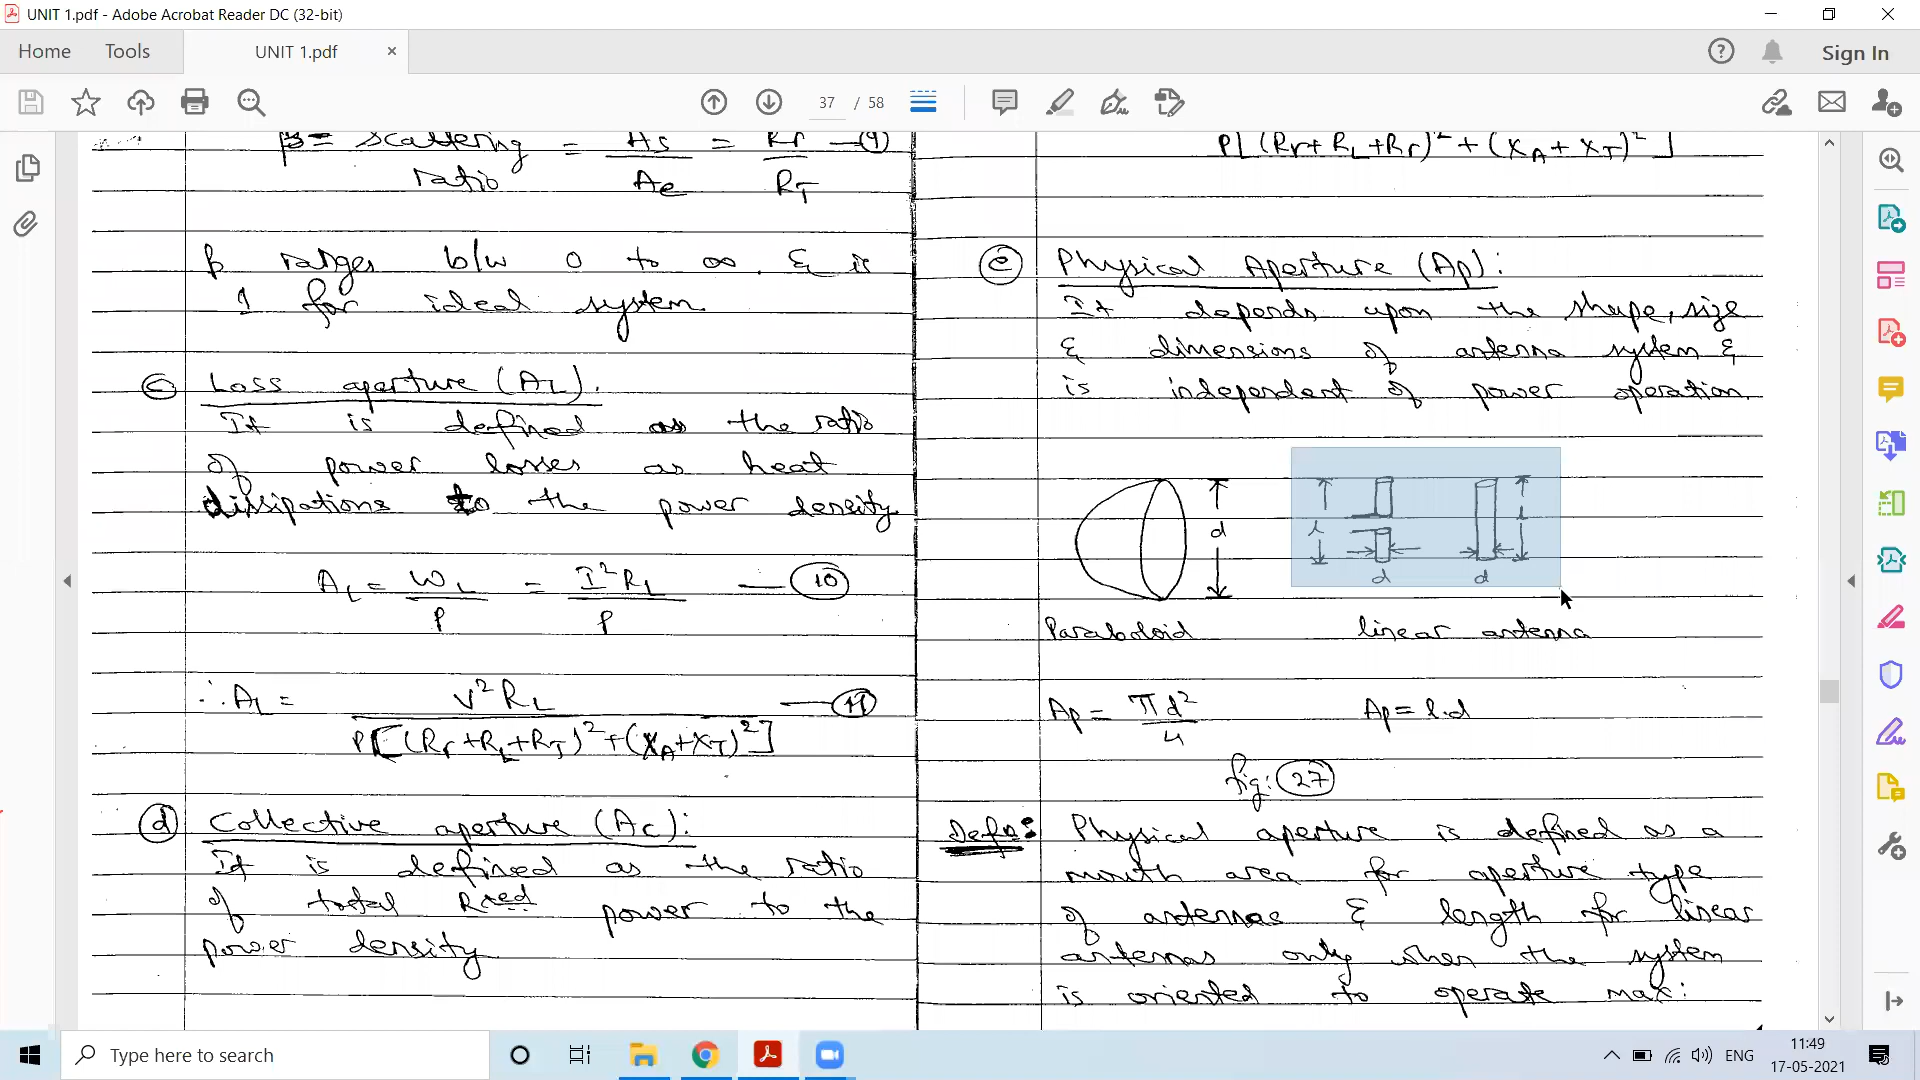 UNIT 1.pdf - Adobe Acrobat Reader DC (32-bit)
Home Tools UNIT 1.pdf × Sign In
37 / 58
β = scattering ratio = As / Ae = Rr / RT — (9)
β ranges b/w 0 to ∞. & is
1 for ideal system
(c) Loss aperture (AL).
It is defined as the ratio
of power losses as heat
dissipations to the power density
AL = WL / P = I² RL / P — (10)
∴ AL = V² RL / P[(Rr + RL + RT)² + (XA + XT)²] — (11)
(d) Collective aperture (Ac):
It is defined as the ratio
of total Rxed power to the
power density
P[(Rr + RL + Rr)² + (XA + XT)²]
(e) Physical Aperture (Ap):
It depends upon the shape, size
& dimensions of antenna system &
is independent of power operation.
d l d d l
Paraboloid linear antenna
Ap = πd² / 4 Ap = l.d
fig: (27)
Defn: Physical aperture is defined as a
mouth area for aperture type
of antennas & length for linear
antennas only when the system
is oriented to operate max:
Type here to search
ENG
11:49
17-05-2021